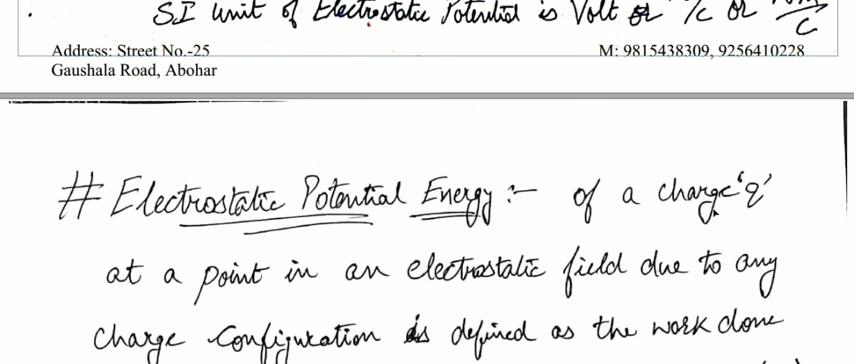 . SI unit of Electrostatic Potential is Volt or J/C or Nm/C
Address: Street No.-25
M: 9815438309, 9256410228
Gaushala Road, Abohar
# Electrostatic Potential Energy :- of a charge 'q'
at a point in an electrostatic field due to any
charge configuration is defined as the work done